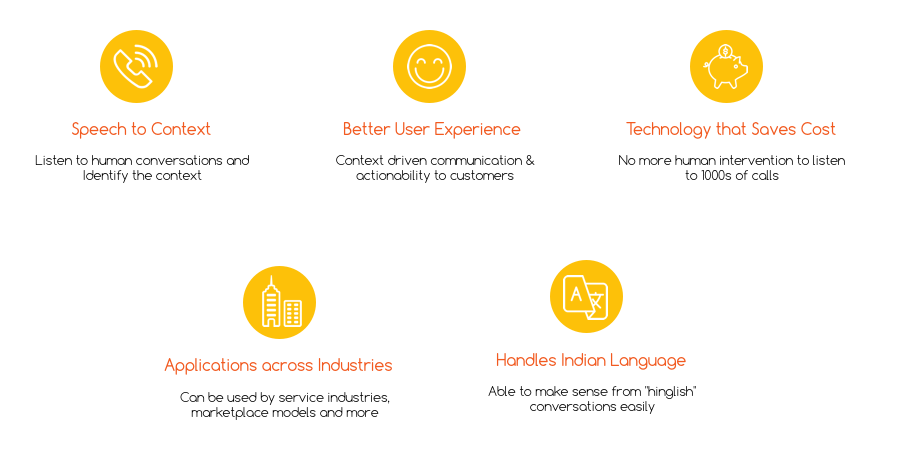 Speech to Context
Listen to human conversations and
Identify the context
Better User Experience
Context driven communication &
actionability to customers
Technology that Saves Cost
No more human intervention to listen
to 1000s of calls
Applications across Industries
Can be used by service industries,
marketplace models and more
A
Handles Indian Language
Able to make sense from "hinglish"
conversations easily